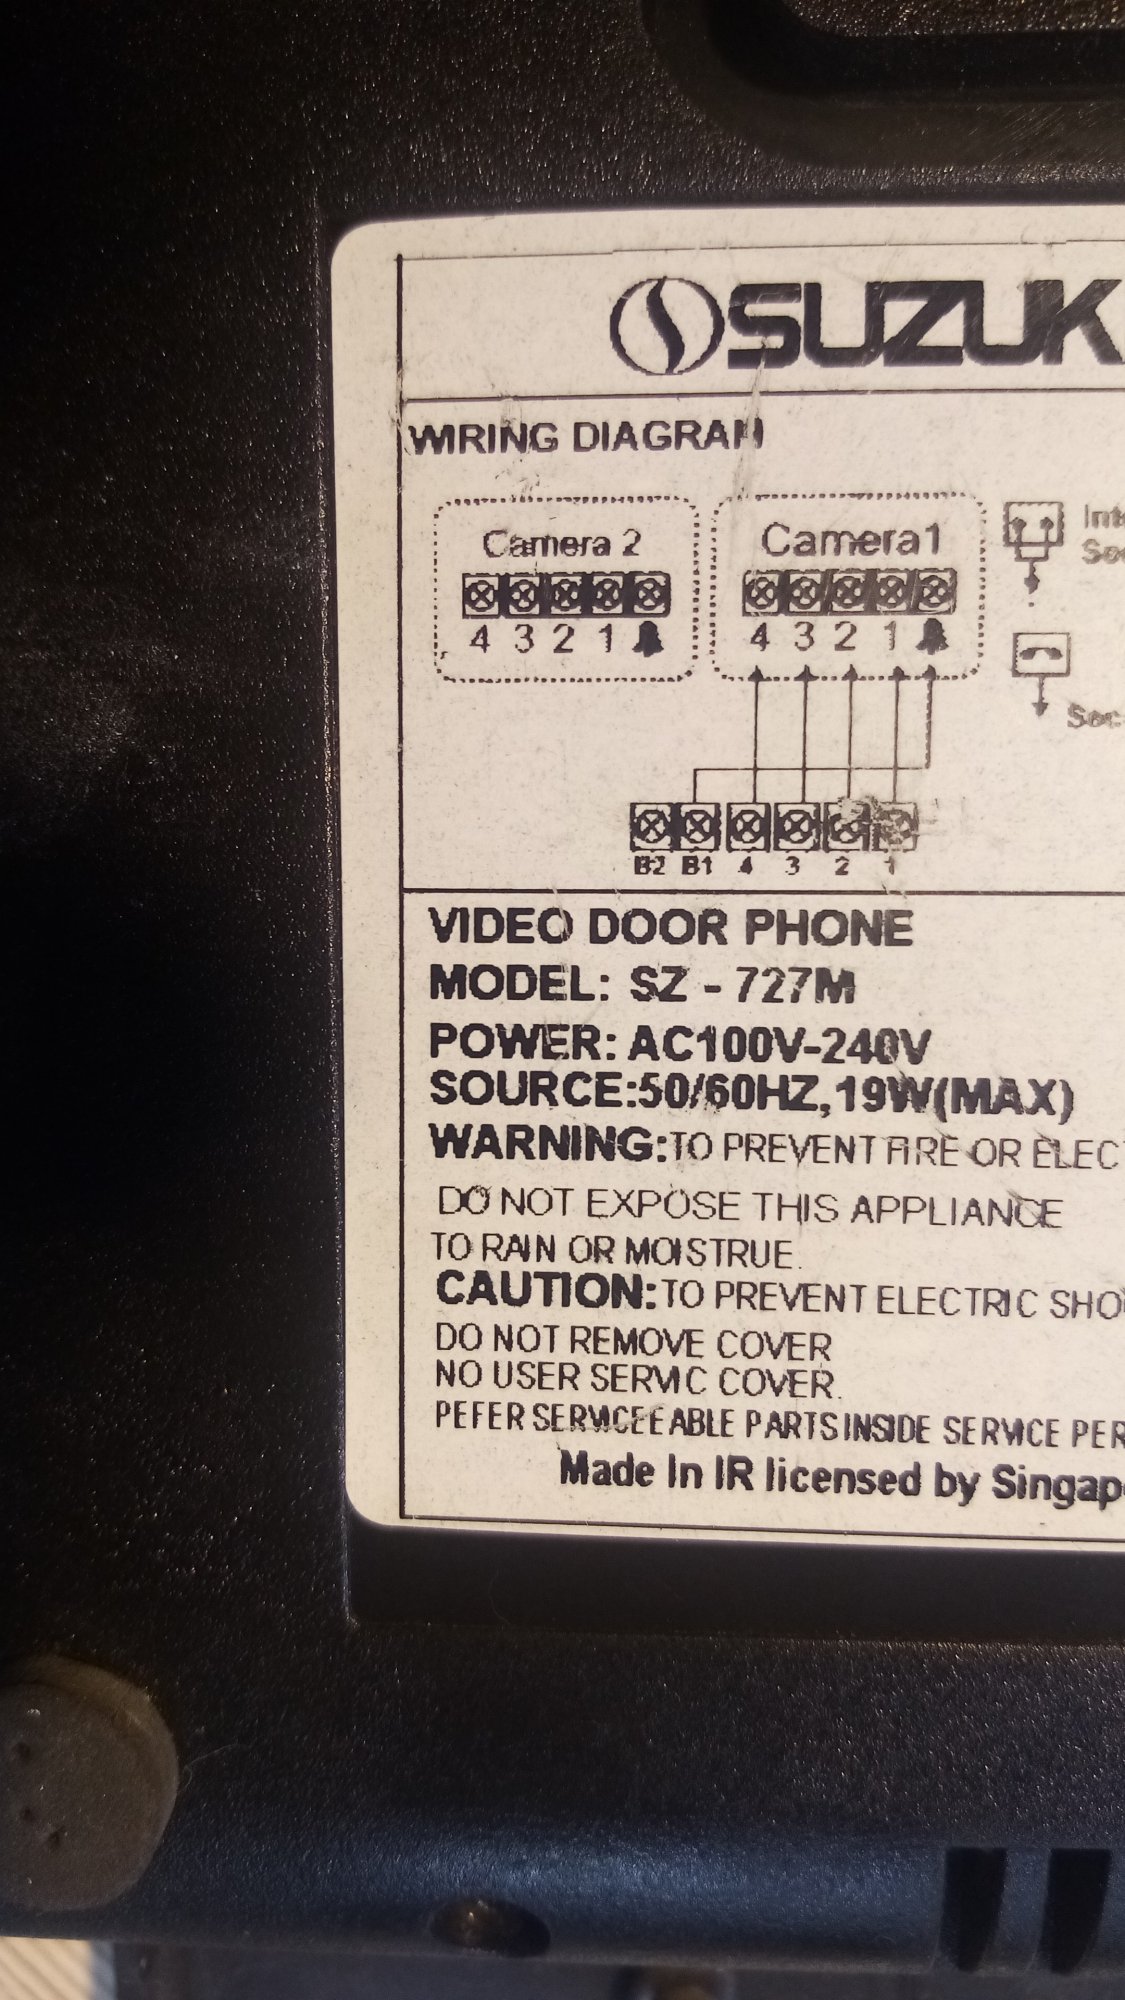 SUZUK
WIRING DIAGRAM
Camera 2
4 3 2 1
Camera1
4 3 2 1
B2 B1 4 3 2 1
VIDEO DOOR PHONE
MODEL: SZ - 727M
POWER: AC100V-240V
SOURCE:50/60HZ,19W(MAX)
WARNING:TO PREVENT FIRE OR ELEC
DO NOT EXPOSE THIS APPLIANCE
TO RAIN OR MOISTRUE.
CAUTION:TO PREVENT ELECTRIC SHO
DO NOT REMOVE COVER
NO USER SERVIC COVER.
PEFER SERVICEEABLE PARTS INSIDE SERVICE PER
Made In IR licensed by Singap